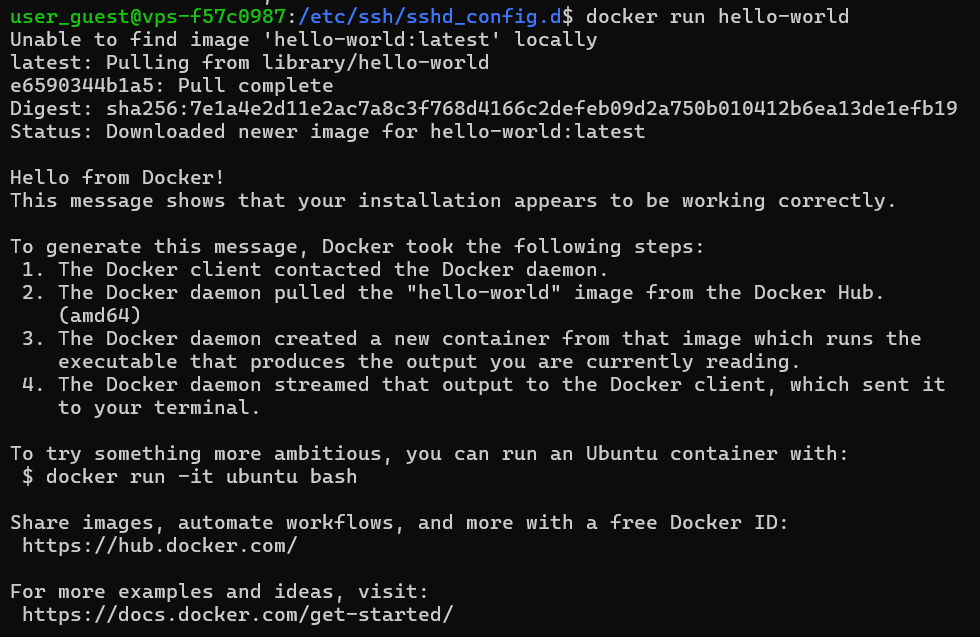 user_guest@vps-f57c0987:/etc/ssh/sshd_config.d$ docker run hello-world
Unable to find image 'hello-world:latest' locally
latest: Pulling from library/hello-world
e6590344b1a5: Pull complete
Digest: sha256:7e1a4e2d11e2ac7a8c3f768d4166c2defeb09d2a750b010412b6ea13de1efb19
Status: Downloaded newer image for hello-world:latest

Hello from Docker!
This message shows that your installation appears to be working correctly.

To generate this message, Docker took the following steps:
 1. The Docker client contacted the Docker daemon.
 2. The Docker daemon pulled the "hello-world" image from the Docker Hub.
    (amd64)
 3. The Docker daemon created a new container from that image which runs the
    executable that produces the output you are currently reading.
 4. The Docker daemon streamed that output to the Docker client, which sent it
    to your terminal.

To try something more ambitious, you can run an Ubuntu container with:
 $ docker run -it ubuntu bash

Share images, automate workflows, and more with a free Docker ID:
 https://hub.docker.com/

For more examples and ideas, visit:
 https://docs.docker.com/get-started/